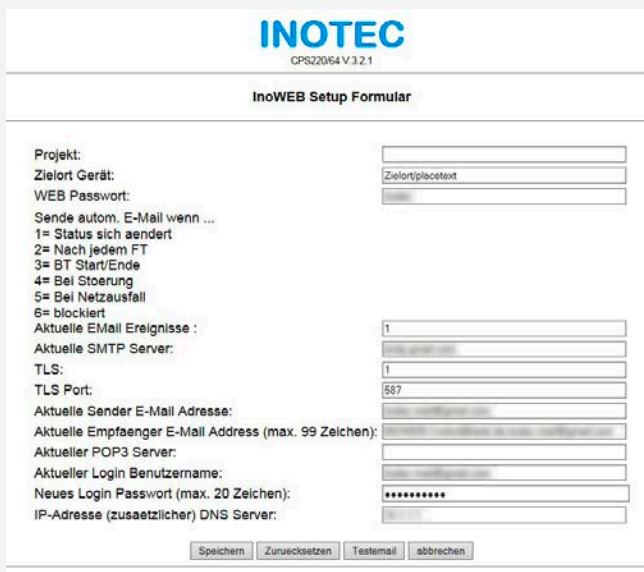 INOTEC
CPS220/64 V.3.2.1
InoWEB Setup Formular
Projekt:
Zielort Gerät: Zielort/placetext
WEB Passwort:
Sende autom. E-Mail wenn ...
1= Status sich aendert
2= Nach jedem FT
3= BT Start/Ende
4= Bei Stoerung
5= Bei Netzausfall
6= blockiert
Aktuelle EMail Ereignisse : 1
Aktuelle SMTP Server:
TLS: 1
TLS Port: 587
Aktuelle Sender E-Mail Adresse:
Aktuelle Empfaenger E-Mail Address (max. 99 Zeichen):
Aktueller POP3 Server:
Aktueller Login Benutzername:
Neues Login Passwort (max. 20 Zeichen): ••••••••••
IP-Adresse (zusaetzlicher) DNS Server:
Speichern Zuruecksetzen Testemail abbrechen